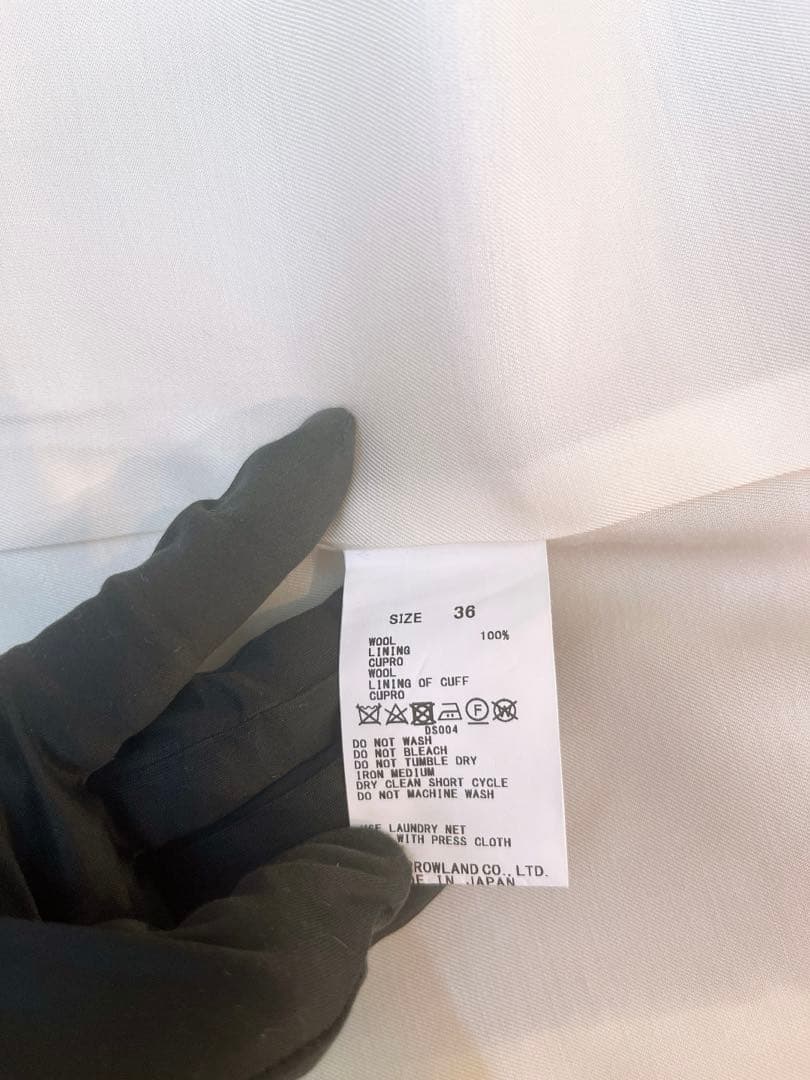 SIZE 36
WOOL 100%
LINING
CUPRO
WOOL
LINING OF CUFF
CUPRO
F W
DS004
DO NOT WASH
DO NOT BLEACH
DO NOT TUMBLE DRY
IRON MEDIUM
DRY CLEAN SHORT CYCLE
DO NOT MACHINE WASH
LAUNDRY NET
WITH PRESS CLOTH
ROWLAND CO., LTD.
IN JAPAN